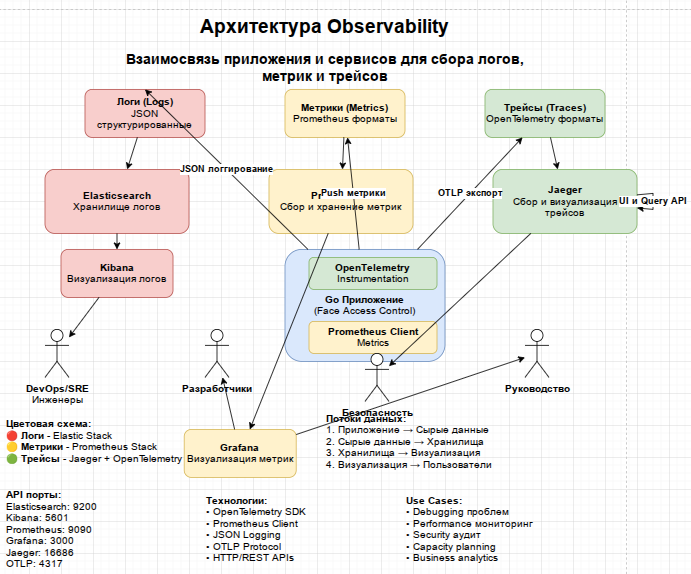 Архитектура Observability
Взаимосвязь приложения и сервисов для сбора логов,
метрик и трейсов
Логи (Logs)
JSON
структурированные
Метрики (Metrics)
Prometheus форматы
Трейсы (Traces)
OpenTelemetry форматы
JSON логгирование
Elasticsearch
Хранилище логов
Push метрики
Сбор и хранение метрик
OTLP экспорт
Jaeger
Сбор и визуализация
трейсов
UI и Query API
Kibana
Визуализация логов
OpenTelemetry
Instrumentation
Go Приложение
(Face Access Control)
Prometheus Client
Metrics
DevOps/SRE
Инженеры
Разработчики
Безопасность
Руководство
Цветовая схема:
Логи - Elastic Stack
Метрики - Prometheus Stack
Трейсы - Jaeger + OpenTelemetry
Grafana
Визуализация метрик
Потоки данных:
1. Приложение → Сырые данные
2. Сырые данные → Хранилища
3. Хранилища → Визуализация
4. Визуализация → Пользователи
API порты:
Elasticsearch: 9200
Kibana: 5601
Prometheus: 9090
Grafana: 3000
Jaeger: 16686
OTLP: 4317
Технологии:
• OpenTelemetry SDK
• Prometheus Client
• JSON Logging
• OTLP Protocol
• HTTP/REST APIs
Use Cases:
• Debugging проблем
• Performance мониторинг
• Security аудит
• Capacity planning
• Business analytics